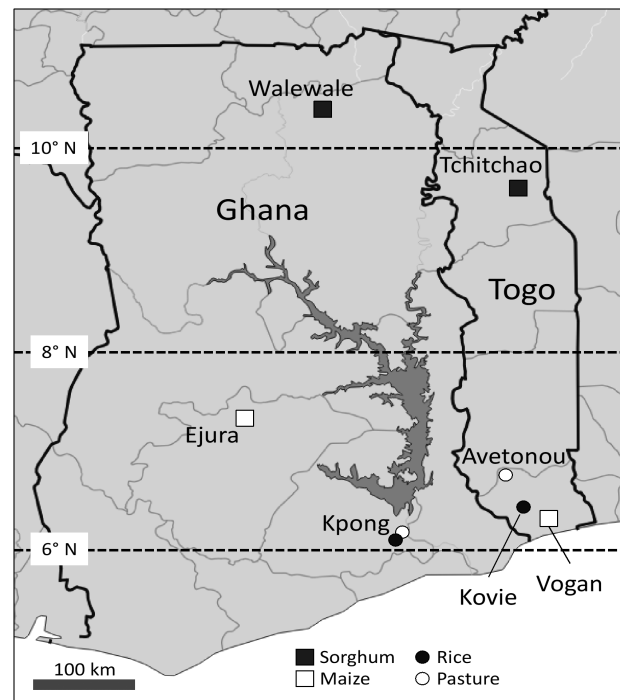 Walewale
10° N
Tchitchao
Ghana
Togo
8° N
Ejura
Avetonou
Kpong
6° N
Kovie
Vogan
Sorghum
Rice
Maize
Pasture
100 km